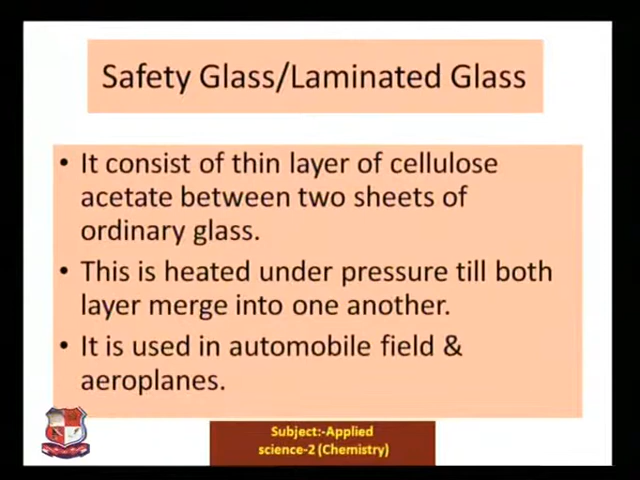 Safety Glass/Laminated Glass
• It consist of thin layer of cellulose
acetate between two sheets of
ordinary glass.
• This is heated under pressure till both
layer merge into one another.
• It is used in automobile field &
aeroplanes.
Subject:-Applied
science-2 (Chemistry)